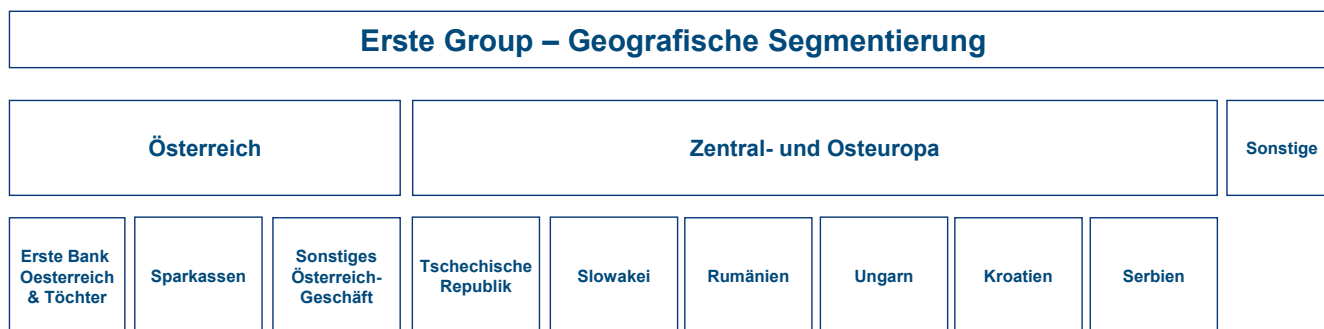 Erste Group – Geografische Segmentierung
Österreich
Zentral- und Osteuropa
Sonstige
Erste Bank
Oesterreich
& Töchter
Sparkassen
Sonstiges
Österreich-
Geschäft
Tschechische
Republik
Slowakei
Rumänien
Ungarn
Kroatien
Serbien